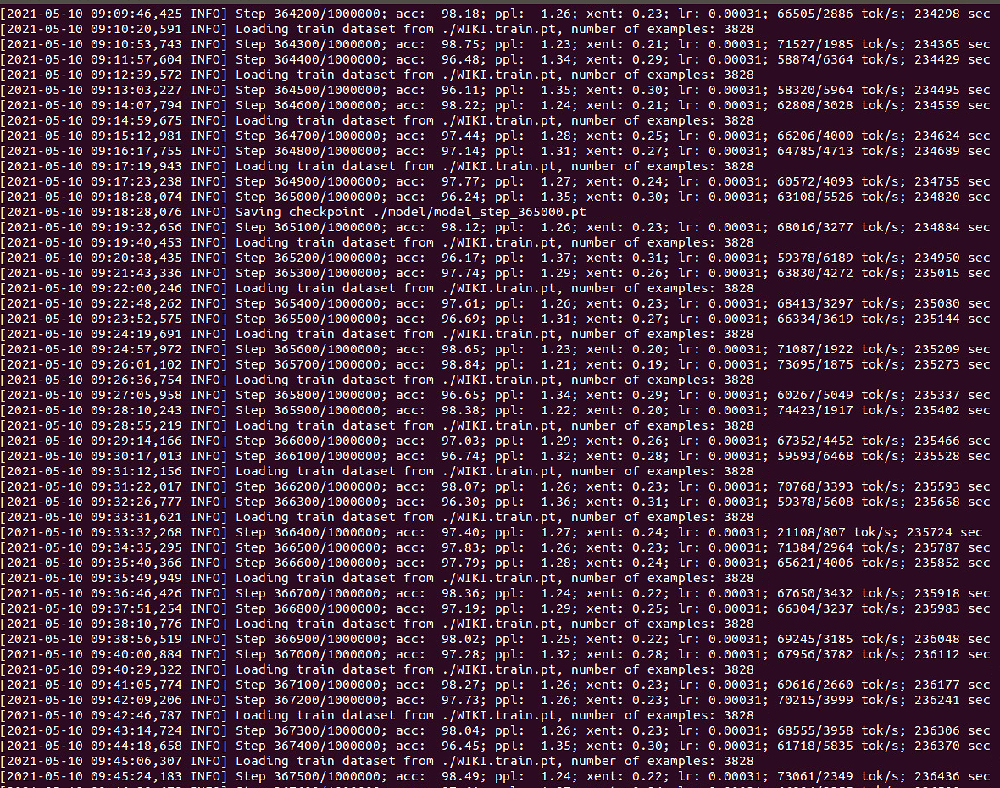 [2021-05-10 09:09:46,425 INFO] Step 364200/1000000; acc:  98.18; ppl:  1.26; xent: 0.23; lr: 0.00031; 66505/2886 tok/s; 234298 sec
[2021-05-10 09:10:20,591 INFO] Loading train dataset from ./WIKI.train.pt, number of examples: 3828
[2021-05-10 09:10:53,743 INFO] Step 364300/1000000; acc:  98.75; ppl:  1.23; xent: 0.21; lr: 0.00031; 71527/1985 tok/s; 234365 sec
[2021-05-10 09:11:57,604 INFO] Step 364400/1000000; acc:  96.48; ppl:  1.34; xent: 0.29; lr: 0.00031; 58874/6364 tok/s; 234429 sec
[2021-05-10 09:12:39,572 INFO] Loading train dataset from ./WIKI.train.pt, number of examples: 3828
[2021-05-10 09:13:03,227 INFO] Step 364500/1000000; acc:  96.11; ppl:  1.35; xent: 0.30; lr: 0.00031; 58320/5964 tok/s; 234495 sec
[2021-05-10 09:14:07,794 INFO] Step 364600/1000000; acc:  98.22; ppl:  1.24; xent: 0.21; lr: 0.00031; 62808/3028 tok/s; 234559 sec
[2021-05-10 09:14:59,675 INFO] Loading train dataset from ./WIKI.train.pt, number of examples: 3828
[2021-05-10 09:15:12,981 INFO] Step 364700/1000000; acc:  97.44; ppl:  1.28; xent: 0.25; lr: 0.00031; 66206/4000 tok/s; 234624 sec
[2021-05-10 09:16:17,755 INFO] Step 364800/1000000; acc:  97.14; ppl:  1.31; xent: 0.27; lr: 0.00031; 64785/4713 tok/s; 234689 sec
[2021-05-10 09:17:19,943 INFO] Loading train dataset from ./WIKI.train.pt, number of examples: 3828
[2021-05-10 09:17:23,238 INFO] Step 364900/1000000; acc:  97.77; ppl:  1.27; xent: 0.24; lr: 0.00031; 60572/4093 tok/s; 234755 sec
[2021-05-10 09:18:28,074 INFO] Step 365000/1000000; acc:  96.24; ppl:  1.35; xent: 0.30; lr: 0.00031; 63108/5526 tok/s; 234820 sec
[2021-05-10 09:18:28,076 INFO] Saving checkpoint ./model/model_step_365000.pt
[2021-05-10 09:19:32,656 INFO] Step 365100/1000000; acc:  98.12; ppl:  1.26; xent: 0.23; lr: 0.00031; 68016/3277 tok/s; 234884 sec
[2021-05-10 09:19:40,453 INFO] Loading train dataset from ./WIKI.train.pt, number of examples: 3828
[2021-05-10 09:20:38,435 INFO] Step 365200/1000000; acc:  96.17; ppl:  1.37; xent: 0.31; lr: 0.00031; 59378/6189 tok/s; 234950 sec
[2021-05-10 09:21:43,336 INFO] Step 365300/1000000; acc:  97.74; ppl:  1.29; xent: 0.26; lr: 0.00031; 63830/4272 tok/s; 235015 sec
[2021-05-10 09:22:00,246 INFO] Loading train dataset from ./WIKI.train.pt, number of examples: 3828
[2021-05-10 09:22:48,262 INFO] Step 365400/1000000; acc:  97.61; ppl:  1.26; xent: 0.23; lr: 0.00031; 68413/3297 tok/s; 235080 sec
[2021-05-10 09:23:52,575 INFO] Step 365500/1000000; acc:  96.69; ppl:  1.31; xent: 0.27; lr: 0.00031; 66334/3619 tok/s; 235144 sec
[2021-05-10 09:24:19,691 INFO] Loading train dataset from ./WIKI.train.pt, number of examples: 3828
[2021-05-10 09:24:57,972 INFO] Step 365600/1000000; acc:  98.65; ppl:  1.23; xent: 0.20; lr: 0.00031; 71087/1922 tok/s; 235209 sec
[2021-05-10 09:26:01,102 INFO] Step 365700/1000000; acc:  98.84; ppl:  1.21; xent: 0.19; lr: 0.00031; 73695/1875 tok/s; 235273 sec
[2021-05-10 09:26:36,754 INFO] Loading train dataset from ./WIKI.train.pt, number of examples: 3828
[2021-05-10 09:27:05,958 INFO] Step 365800/1000000; acc:  96.65; ppl:  1.34; xent: 0.29; lr: 0.00031; 60267/5049 tok/s; 235337 sec
[2021-05-10 09:28:10,243 INFO] Step 365900/1000000; acc:  98.38; ppl:  1.22; xent: 0.20; lr: 0.00031; 74423/1917 tok/s; 235402 sec
[2021-05-10 09:28:55,219 INFO] Loading train dataset from ./WIKI.train.pt, number of examples: 3828
[2021-05-10 09:29:14,166 INFO] Step 366000/1000000; acc:  97.03; ppl:  1.29; xent: 0.26; lr: 0.00031; 67352/4452 tok/s; 235466 sec
[2021-05-10 09:30:17,013 INFO] Step 366100/1000000; acc:  96.74; ppl:  1.32; xent: 0.28; lr: 0.00031; 59593/6468 tok/s; 235528 sec
[2021-05-10 09:31:12,156 INFO] Loading train dataset from ./WIKI.train.pt, number of examples: 3828
[2021-05-10 09:31:22,017 INFO] Step 366200/1000000; acc:  98.07; ppl:  1.26; xent: 0.23; lr: 0.00031; 70768/3393 tok/s; 235593 sec
[2021-05-10 09:32:26,777 INFO] Step 366300/1000000; acc:  96.30; ppl:  1.36; xent: 0.31; lr: 0.00031; 59378/5608 tok/s; 235658 sec
[2021-05-10 09:33:31,621 INFO] Loading train dataset from ./WIKI.train.pt, number of examples: 3828
[2021-05-10 09:33:32,268 INFO] Step 366400/1000000; acc:  97.40; ppl:  1.27; xent: 0.24; lr: 0.00031; 21108/807 tok/s; 235724 sec
[2021-05-10 09:34:35,295 INFO] Step 366500/1000000; acc:  97.83; ppl:  1.26; xent: 0.23; lr: 0.00031; 71384/2964 tok/s; 235787 sec
[2021-05-10 09:35:40,366 INFO] Step 366600/1000000; acc:  97.79; ppl:  1.28; xent: 0.24; lr: 0.00031; 65621/4006 tok/s; 235852 sec
[2021-05-10 09:35:49,949 INFO] Loading train dataset from ./WIKI.train.pt, number of examples: 3828
[2021-05-10 09:36:46,426 INFO] Step 366700/1000000; acc:  98.36; ppl:  1.24; xent: 0.22; lr: 0.00031; 67650/3432 tok/s; 235918 sec
[2021-05-10 09:37:51,254 INFO] Step 366800/1000000; acc:  97.19; ppl:  1.29; xent: 0.25; lr: 0.00031; 66304/3237 tok/s; 235983 sec
[2021-05-10 09:38:10,776 INFO] Loading train dataset from ./WIKI.train.pt, number of examples: 3828
[2021-05-10 09:38:56,519 INFO] Step 366900/1000000; acc:  98.02; ppl:  1.25; xent: 0.22; lr: 0.00031; 69245/3185 tok/s; 236048 sec
[2021-05-10 09:40:00,884 INFO] Step 367000/1000000; acc:  97.28; ppl:  1.32; xent: 0.28; lr: 0.00031; 67956/3782 tok/s; 236112 sec
[2021-05-10 09:40:29,322 INFO] Loading train dataset from ./WIKI.train.pt, number of examples: 3828
[2021-05-10 09:41:05,774 INFO] Step 367100/1000000; acc:  98.27; ppl:  1.26; xent: 0.23; lr: 0.00031; 69616/2660 tok/s; 236177 sec
[2021-05-10 09:42:09,206 INFO] Step 367200/1000000; acc:  97.73; ppl:  1.26; xent: 0.23; lr: 0.00031; 70215/3999 tok/s; 236241 sec
[2021-05-10 09:42:46,787 INFO] Loading train dataset from ./WIKI.train.pt, number of examples: 3828
[2021-05-10 09:43:14,724 INFO] Step 367300/1000000; acc:  98.04; ppl:  1.26; xent: 0.23; lr: 0.00031; 68555/3958 tok/s; 236306 sec
[2021-05-10 09:44:18,658 INFO] Step 367400/1000000; acc:  96.45; ppl:  1.35; xent: 0.30; lr: 0.00031; 61718/5835 tok/s; 236370 sec
[2021-05-10 09:45:06,307 INFO] Loading train dataset from ./WIKI.train.pt, number of examples: 3828
[2021-05-10 09:45:24,183 INFO] Step 367500/1000000; acc:  98.49; ppl:  1.24; xent: 0.22; lr: 0.00031; 73061/2349 tok/s; 236436 sec